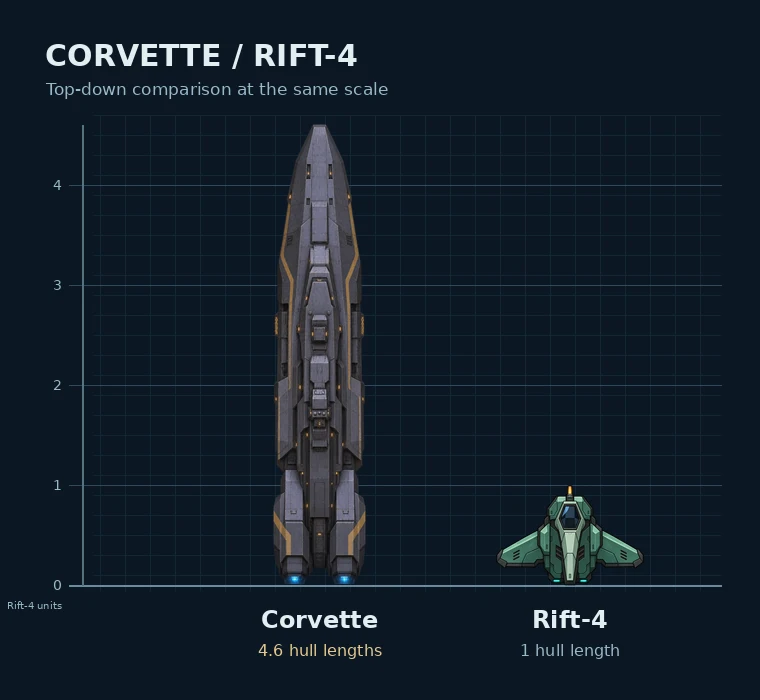 CORVETTE / RIFT-4
Top-down comparison at the same scale
4
3
2
1
0
Rift-4 units
Corvette
Rift-4
4.6 hull lengths
1 hull length